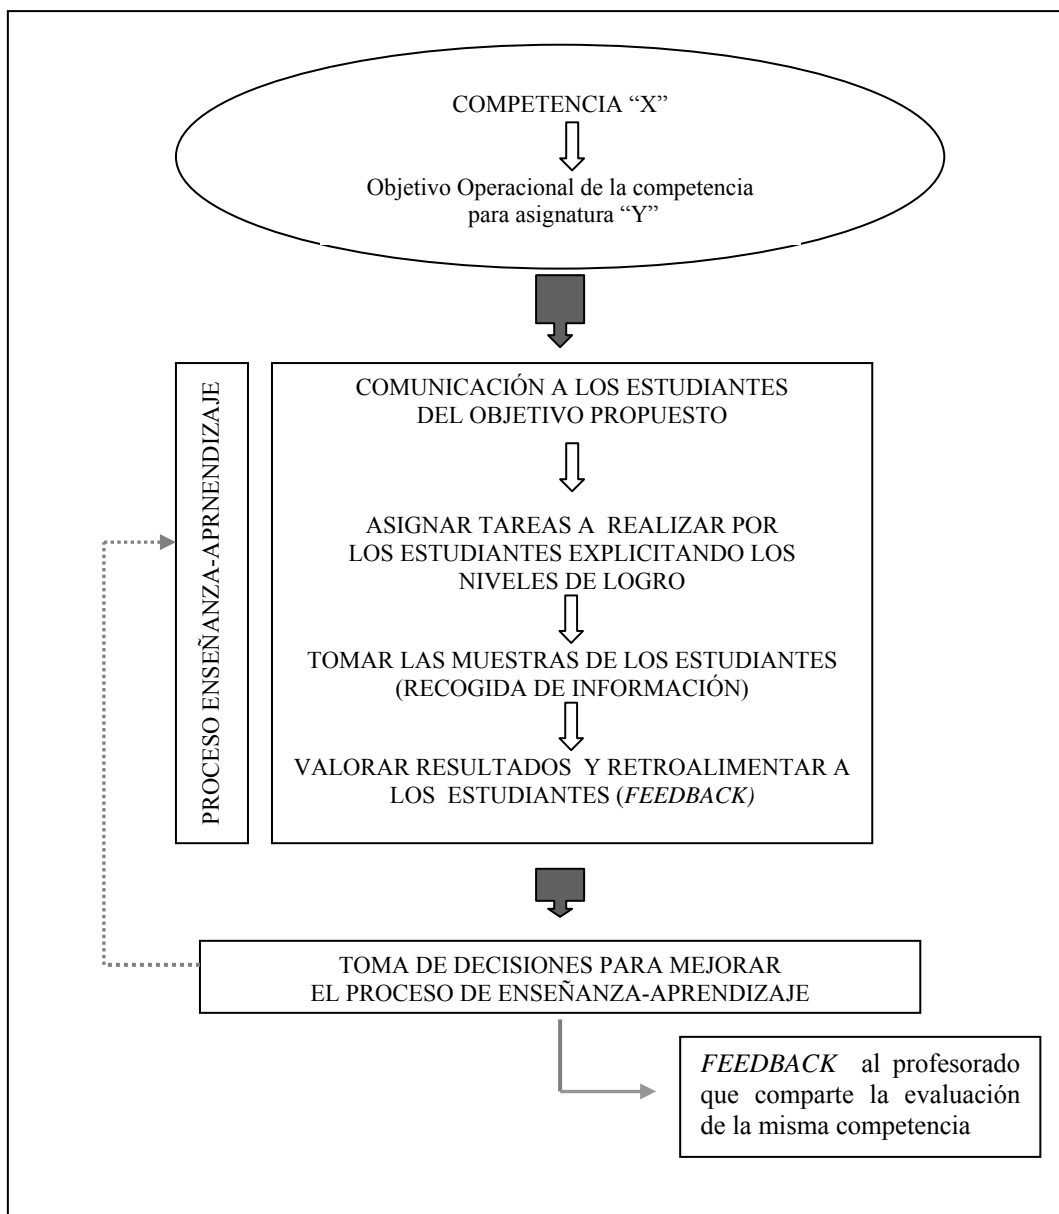 COMPETENCIA “X”
Objetivo Operacional de la competencia
para asignatura “Y”
PROCESO ENSEÑANZA-APRNENDIZAJE
COMUNICACIÓN A LOS ESTUDIANTES
DEL OBJETIVO PROPUESTO
ASIGNAR TAREAS A REALIZAR POR
LOS ESTUDIANTES EXPLICITANDO LOS
NIVELES DE LOGRO
TOMAR LAS MUESTRAS DE LOS ESTUDIANTES
(RECOGIDA DE INFORMACIÓN)
VALORAR RESULTADOS Y RETROALIMENTAR A
LOS ESTUDIANTES (FEEDBACK)
TOMA DE DECISIONES PARA MEJORAR
EL PROCESO DE ENSEÑANZA-APRENDIZAJE
FEEDBACK al profesorado
que comparte la evaluación
de la misma competencia